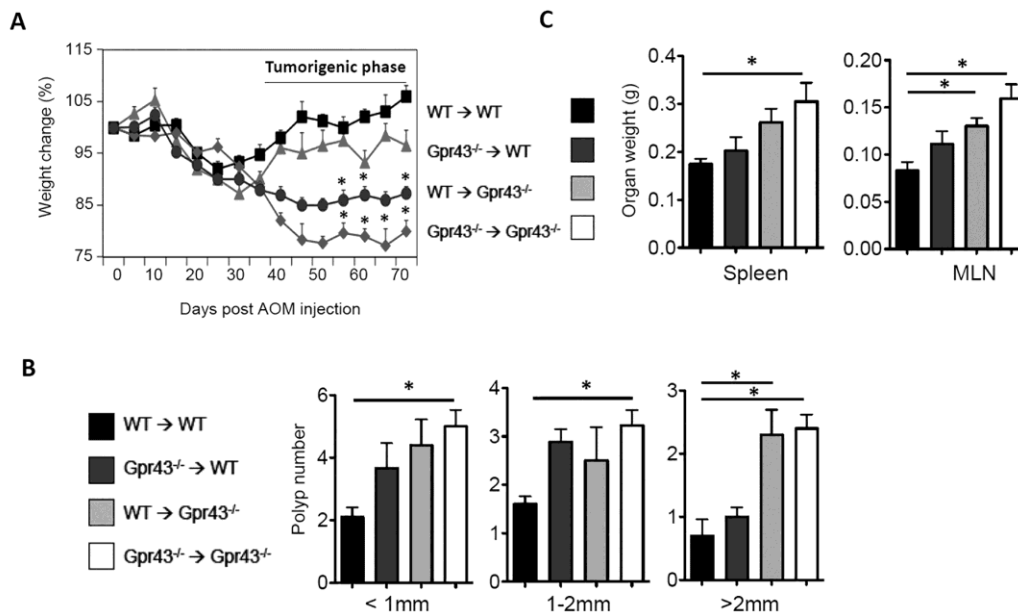 A
115
105
95
85
75
Weight change (%)
Tumorigenic phase
* * *
* * * *
0 10 20 30 40 50 60 70
Days post AOM injection
WT → WT
Gpr43-/- → WT
WT → Gpr43-/-
Gpr43-/- → Gpr43-/-
C
Organ weight (g)
0.4
0.3
0.2
0.1
0.0
*
Spleen
0.20
0.15
0.10
0.05
0.00
*
*
MLN
B
WT → WT
Gpr43-/- → WT
WT → Gpr43-/-
Gpr43-/- → Gpr43-/-
Polyp number
6
4
2
0
*
< 1mm
4
3
2
1
0
*
1-2mm
3
2
1
0
*
*
>2mm